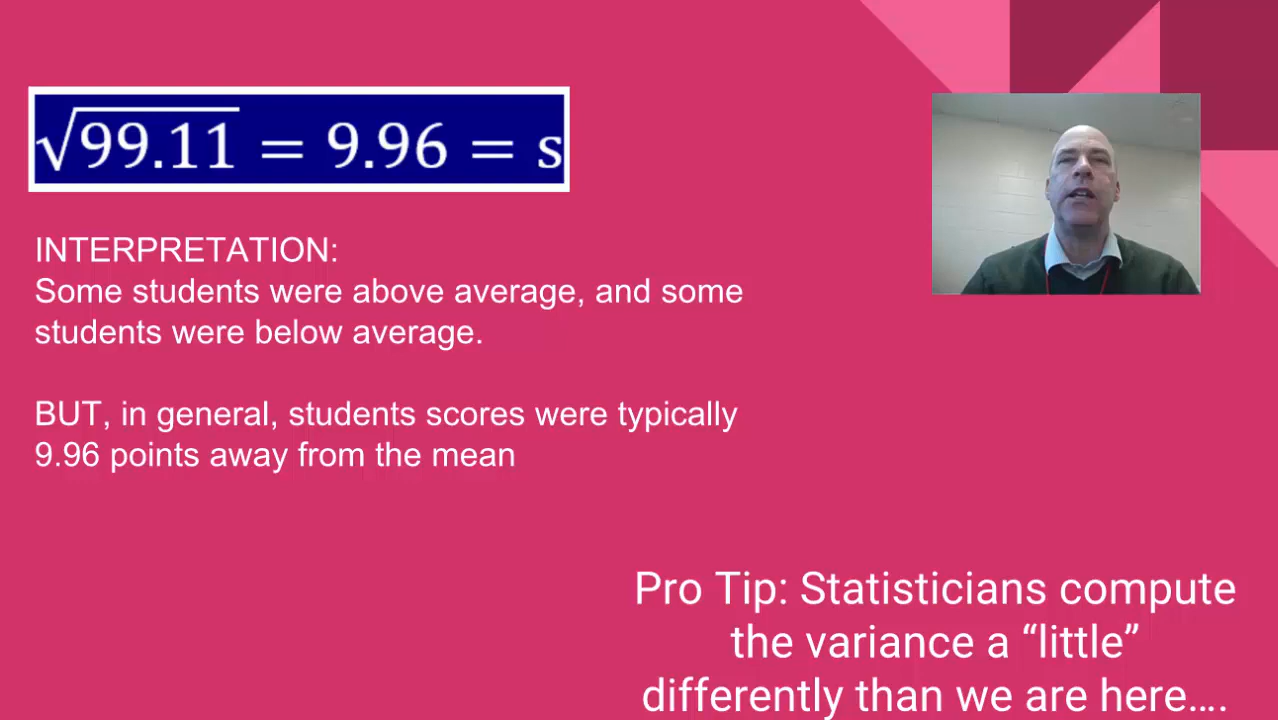 √99.11 = 9.96 = s
INTERPRETATION:
Some students were above average, and some
students were below average.
BUT, in general, students scores were typically
9.96 points away from the mean
Pro Tip: Statisticians compute
the variance a “little”
differently than we are here....